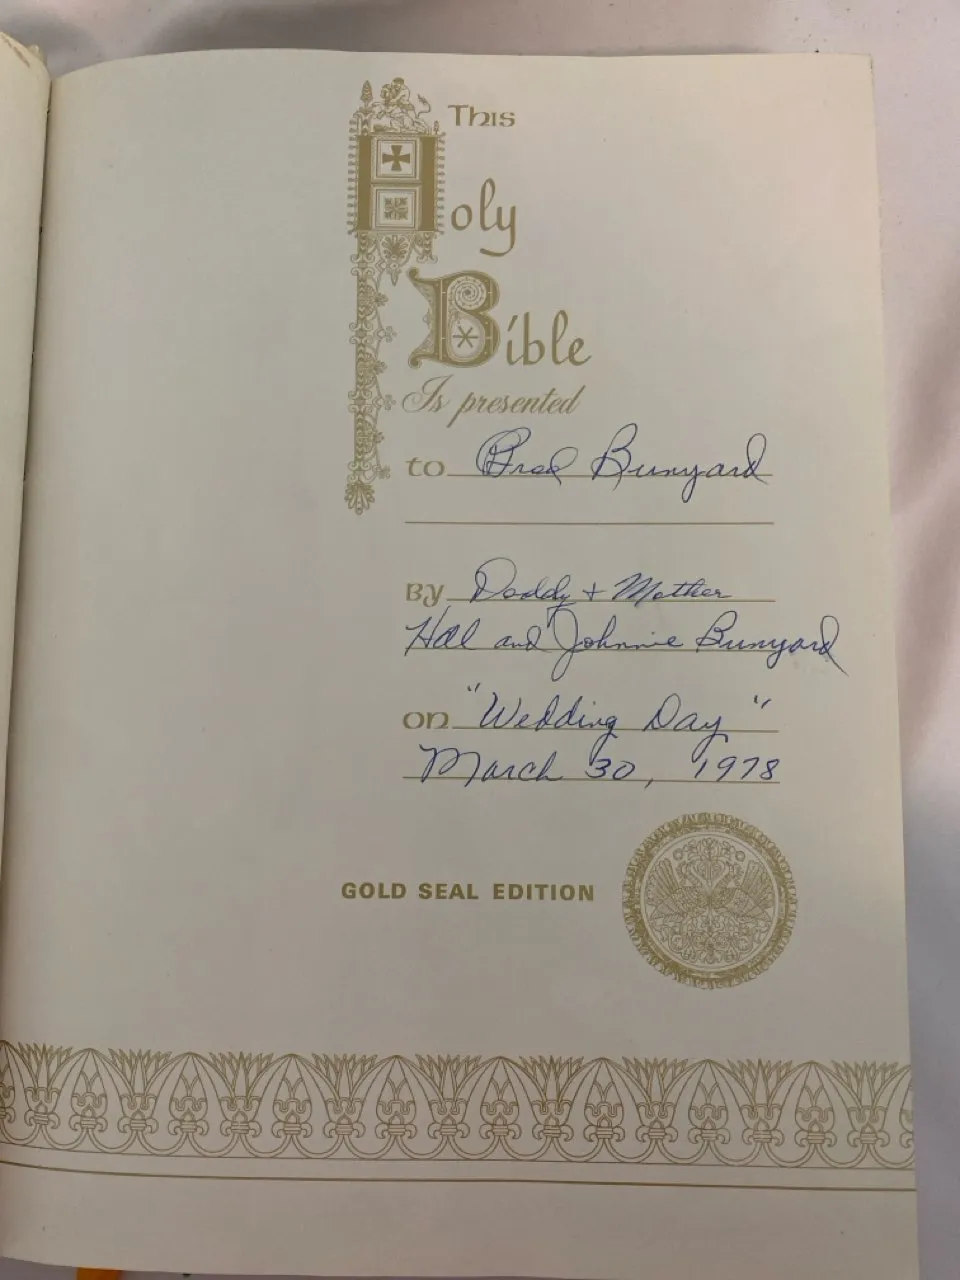 This
Holy
Bible
Is presented
to Brad Bunyard
By Daddy + Mother
Hal and Johnnie Bunyard
on "Wedding Day"
March 30, 1978
GOLD SEAL EDITION